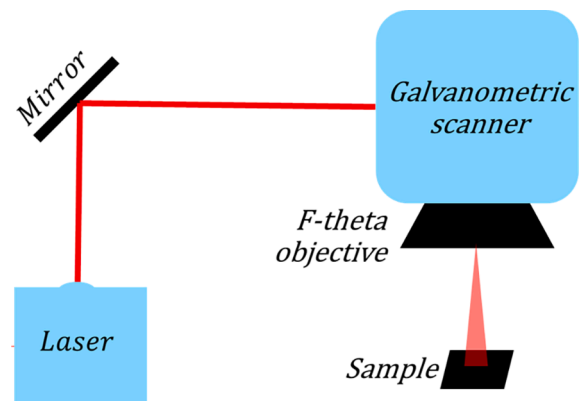 Mirror
Galvanometric
scanner
F-theta
objective
Laser
Sample